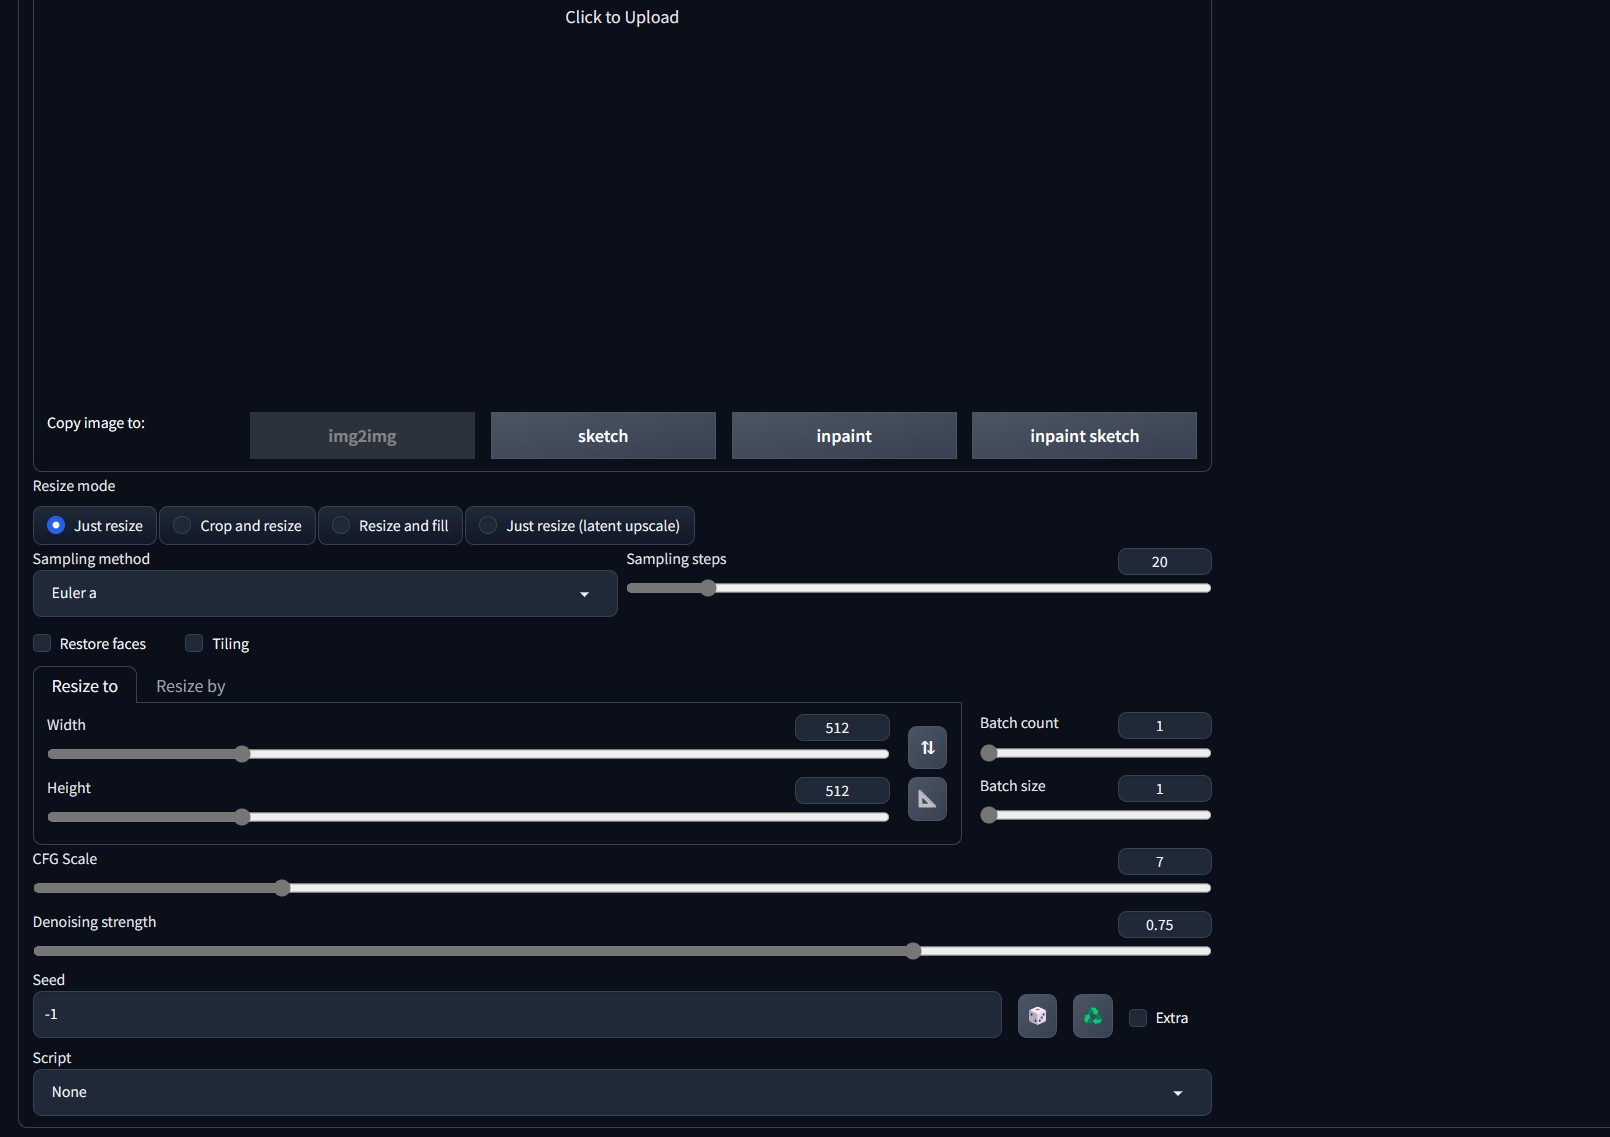 Click to Upload
Copy image to:
img2img
sketch
inpaint
inpaint sketch
Resize mode
Just resize
Crop and resize
Resize and fill
Just resize (latent upscale)
Sampling method
Sampling steps
20
Euler a
Restore faces
Tiling
Resize to
Resize by
Width
512
Height
512
Batch count
1
Batch size
1
CFG Scale
7
Denoising strength
0.75
Seed
-1
Extra
Script
None